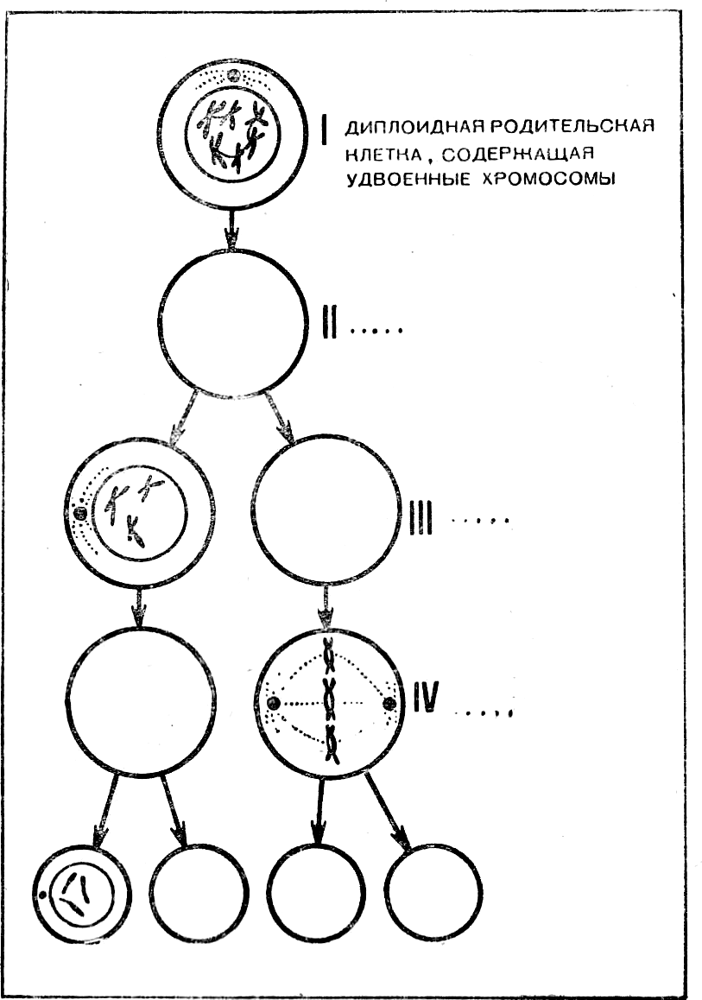 I ДИПЛОИДНАЯ РОДИТЕЛЬСКАЯ
КЛЕТКА, СОДЕРЖАЩАЯ
УДВОЕННЫЕ ХРОМОСОМЫ
II .....
III .....
IV .....